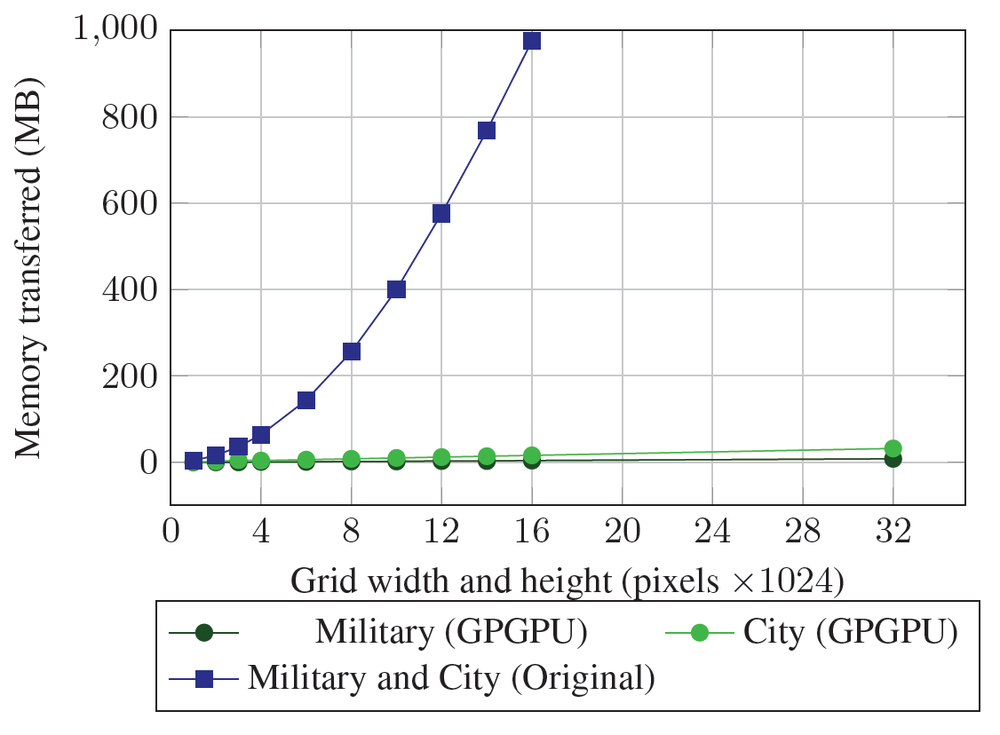 1,000
800
600
400
200
0
Memory transferred (MB)
0 4 8 12 16 20 24 28 32
Grid width and height (pixels ×1024)
Military (GPGPU) City (GPGPU)
Military and City (Original)